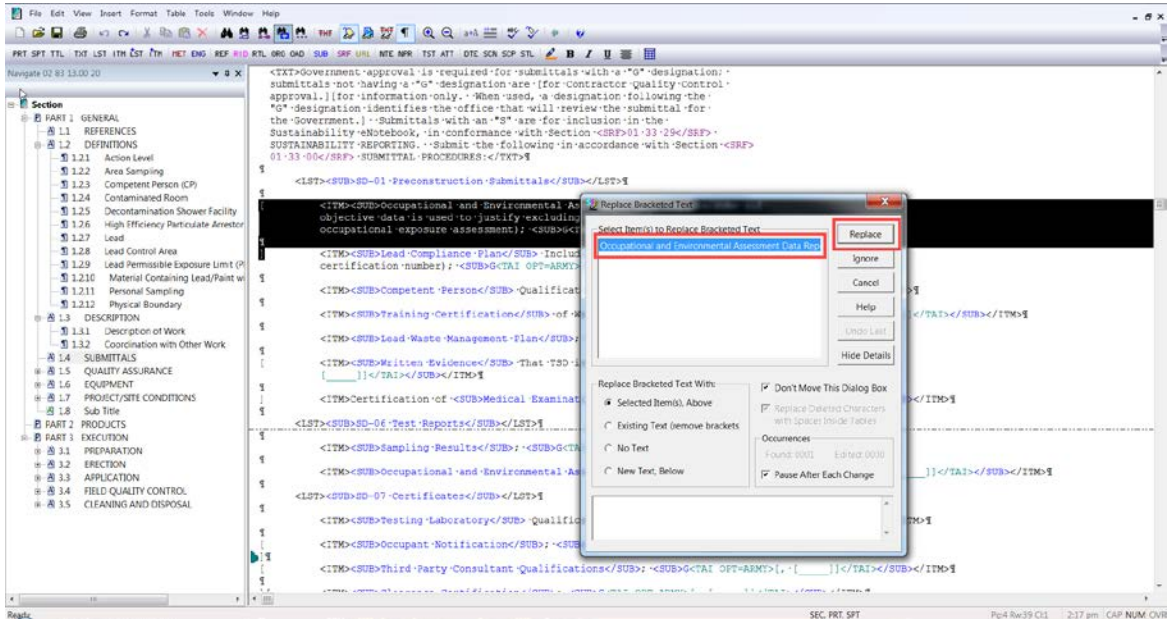 File Edit View Insert Format Table Tools Window Help
PRT SPT TTL TXT LST ITM LST ITM MET ENG REF RID RTL ORG OAD SUB SRF URL NTE NPR TST ATT DTE SCN SCP STL B I U
Navigate 02 83 13.00 20
Section
PART 1 GENERAL
1.1 REFERENCES
1.2 DEFINITIONS
1.2.1 Action Level
1.2.2 Area Sampling
1.2.3 Competent Person (CP)
1.2.4 Contaminated Room
1.2.5 Decontamination Shower Facility
1.2.6 High Efficiency Particulate Arrestor
1.2.7 Lead
1.2.8 Lead Control Area
1.2.9 Lead Permissible Exposure Limit (P
1.2.10 Material Containing Lead/Paint w
1.2.11 Personal Sampling
1.2.12 Physical Boundary
1.3 DESCRIPTION
1.3.1 Description of Work
1.3.2 Coordination with Other Work
1.4 SUBMITTALS
1.5 QUALITY ASSURANCE
1.6 EQUIPMENT
1.7 PROJECT/SITE CONDITIONS
1.8 Sub Title
PART 2 PRODUCTS
PART 3 EXECUTION
3.1 PREPARATION
3.2 ERECTION
3.3 APPLICATION
3.4 FIELD QUALITY CONTROL
3.5 CLEANING AND DISPOSAL
<TXT>Government approval is required for submittals with a "G" designation;
submittals not having a "G" designation are [for Contractor Quality Control
approval.][for information only. When used, a designation following the
"G" designation identifies the office that will review the submittal for
the Government.] Submittals with an "S" are for inclusion in the
Sustainability eNotebook, in conformance with Section <SRF>01 33 29</SRF>
SUSTAINABILITY REPORTING. Submit the following in accordance with Section <SRF>
01 33 00</SRF> SUBMITTAL PROCEDURES:</TXT>¶
<LST><SUB>SD-01 Preconstruction Submittals</SUB></LST>¶
<ITM><SUB>Occupational and Environmental As
objective data is used to justify excluding
occupational exposure assessment); <SUB>G<T
<ITM><SUB>Lead Compliance Plan</SUB> Includ
certification number); <SUB>G<TAI OPT=ARMY>
<ITM><SUB>Competent Person</SUB> Qualificat
<ITM><SUB>Training Certification</SUB> of W ]</TAI></SUB></ITM>¶
<ITM><SUB>Lead Waste Management Plan</SUB>;
<ITM><SUB>Written Evidence</SUB> That TSD i
[_____]]</TAI></SUB></ITM>¶
<ITM>Certification of <SUB>Medical Examinat </ITM>¶
<LST><SUB>SD-06 Test Reports</SUB></LST>¶
<ITM><SUB>Sampling Results</SUB>; <SUB>G<TA
<ITM><SUB>Occupational and Environmental As ]]</TAI></SUB></ITM>¶
<LST><SUB>SD-07 Certificates</SUB></LST>¶
<ITM><SUB>Testing Laboratory</SUB> Qualific TM>¶
<ITM><SUB>Occupant Notification</SUB>; <SUB
<ITM><SUB>Third Party Consultant Qualifications</SUB>; <SUB>G<TAI OPT=ARMY>[, [_____]]</TAI></SUB></ITM>¶
Replace Bracketed Text
Select Item(s) to Replace Bracketed Text
Occupational and Environmental Assessment Data Rep
Replace
Ignore
Cancel
Help
Undo Last
Hide Details
Replace Bracketed Text With:
Selected Item(s), Above
Existing Text (remove brackets
No Text
New Text, Below
Don't Move This Dialog Box
Replace Deleted Characters
with Spaces Inside Tables
Occurrences
Found: 0001 Edited: 0000
Pause After Each Change
Ready
SEC, PRT, SPT
Pg:4 Rw:39 Cl:1 2:17 pm CAP NUM OVR